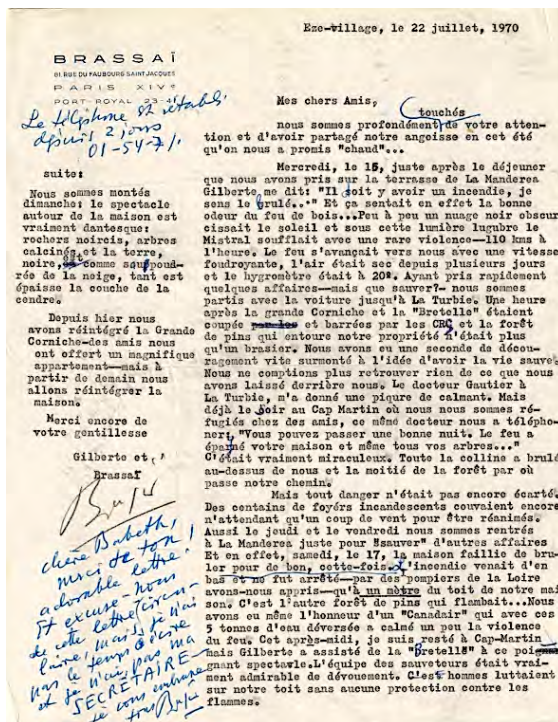 Eze-village, le 22 juillet, 1970
BRASSAÏ
81 RUE DU FAUBOURG SAINT JACQUES
PARIS XIVe
PORT-ROYAL 23-41
Le téléphone est rétabli
depuis 2 jours
01-54-71
Mes chers Amis,
touchés
nous sommes profondément de votre atten-
tion et d'avoir partagé notre angoisse en cet été
qu'on nous a promis "chaud"...
Mercredi, le 15, juste après le déjeuner
que nous avons pris sur la terrasse de La Manderea
Gilberte me dit: "Il doit y avoir un incendie, je
sens le brulé..." Et ça sentait en effet la bonne
odeur du feu de bois...Peu à peu un nuage noir obscur
cissait le soleil et sous cette lumière lugubre le
Mistral soufflait avec une rare violence—110 kms à
l'heure. Le feu s'avançait vers nous avec une vitesse
foudroyante, l'air était sec depuis plusieurs jours
et le hygromètre était à 20°. Ayant pris rapidement
quelques affaires—mais que sauver?- nous sommes
partis avec la voiture jusqu'à La Turbie. Une heure
après la grande Corniche et la "Bretelle" étaient
coupée et barrées par les CRS et la forêt
de pins qui entoure notre propriété n'était plus
qu'un brasier. Nous avons eu une seconde de décou-
ragement vite surmonté à l'idée d'avoir la vie sauve.
Nous ne comptions plus retrouver rien de ce que nous
avons laissé derrière nous. Le docteur Gautier à
La Turbie, m'a donné une piqure de calmant. Mais
déjà le soir au Cap Martin où nous nous sommes ré-
fugiés chez des amis, ce même docteur nous a télépho-
ner: "Vous pouvez passer une bonne nuit. Le feu a
épargné votre maison et même tous vos arbres..."
C'était vraiment miraculeux. Toute la colline a brulé
au-dessus de nous et la moitié de la forêt par où
passe notre chemin.
Mais tout danger n'était pas encore écarté.
Des centaines de foyérs incandescents couvaient encore
n'attendant qu'un coup de vent pour être réanimés.
Aussi le jeudi et le vendredi nous sommes rentrés
à La Manderea juste pour "sauver" d'autres affaires
Et en effet, samedi, le 17, la maison faillie de bru-
ler pour de bon, cette-fois. L'incendie venait d'en
bas et ne fut arrêté—par des pompiers de la Loire
avons-nous appris—qu'à un mètre du toit de notre mai
son. C'est l'autre forêt de pins qui flambait...Nous
avons eu même l'honneur d'un "Canadair" qui avec ces
5 tonnes d'eau déversée a calmé un peu la violence
du feu. Cet après-midi, je suis resté à Cap-Martin
mais Gilberte a assisté de la "Bretelle" à ce poi-
gnant spectacle.L'équipe des sauveteurs était vrai-
ment admirable de dévouement. C'est hommes luttaient
sur notre toit sans aucune protection contre les
flammes.
suite:
Nous sommes montés
dimanche: le spectacle
autour de la maison est
vraiment dantesque:
rochers noircis, arbres
calcinés et la terre,
noire, est comme saupoud-
rée de la neige, tant est
épaisse la couche de la
cendre.
Depuis hier nous
avons réintégré la Grande
Corniche-des amis nous
ont offert un magnifique
appartement—mais à
partir de demain nous
allons réintégrer la
maison.
Merci encore de
votre gentillesse
Gilberte et
Brassaï
Brassaï
chère Babeth,
merci de ton
adorable lettre!
Et excuse-nous
de cette lettre circu-
laire, mais je n'ai
pas le temps d'écrire
et je n'ai pas ma
SECRETAIRE—
Je vous embrasse
Brassaï